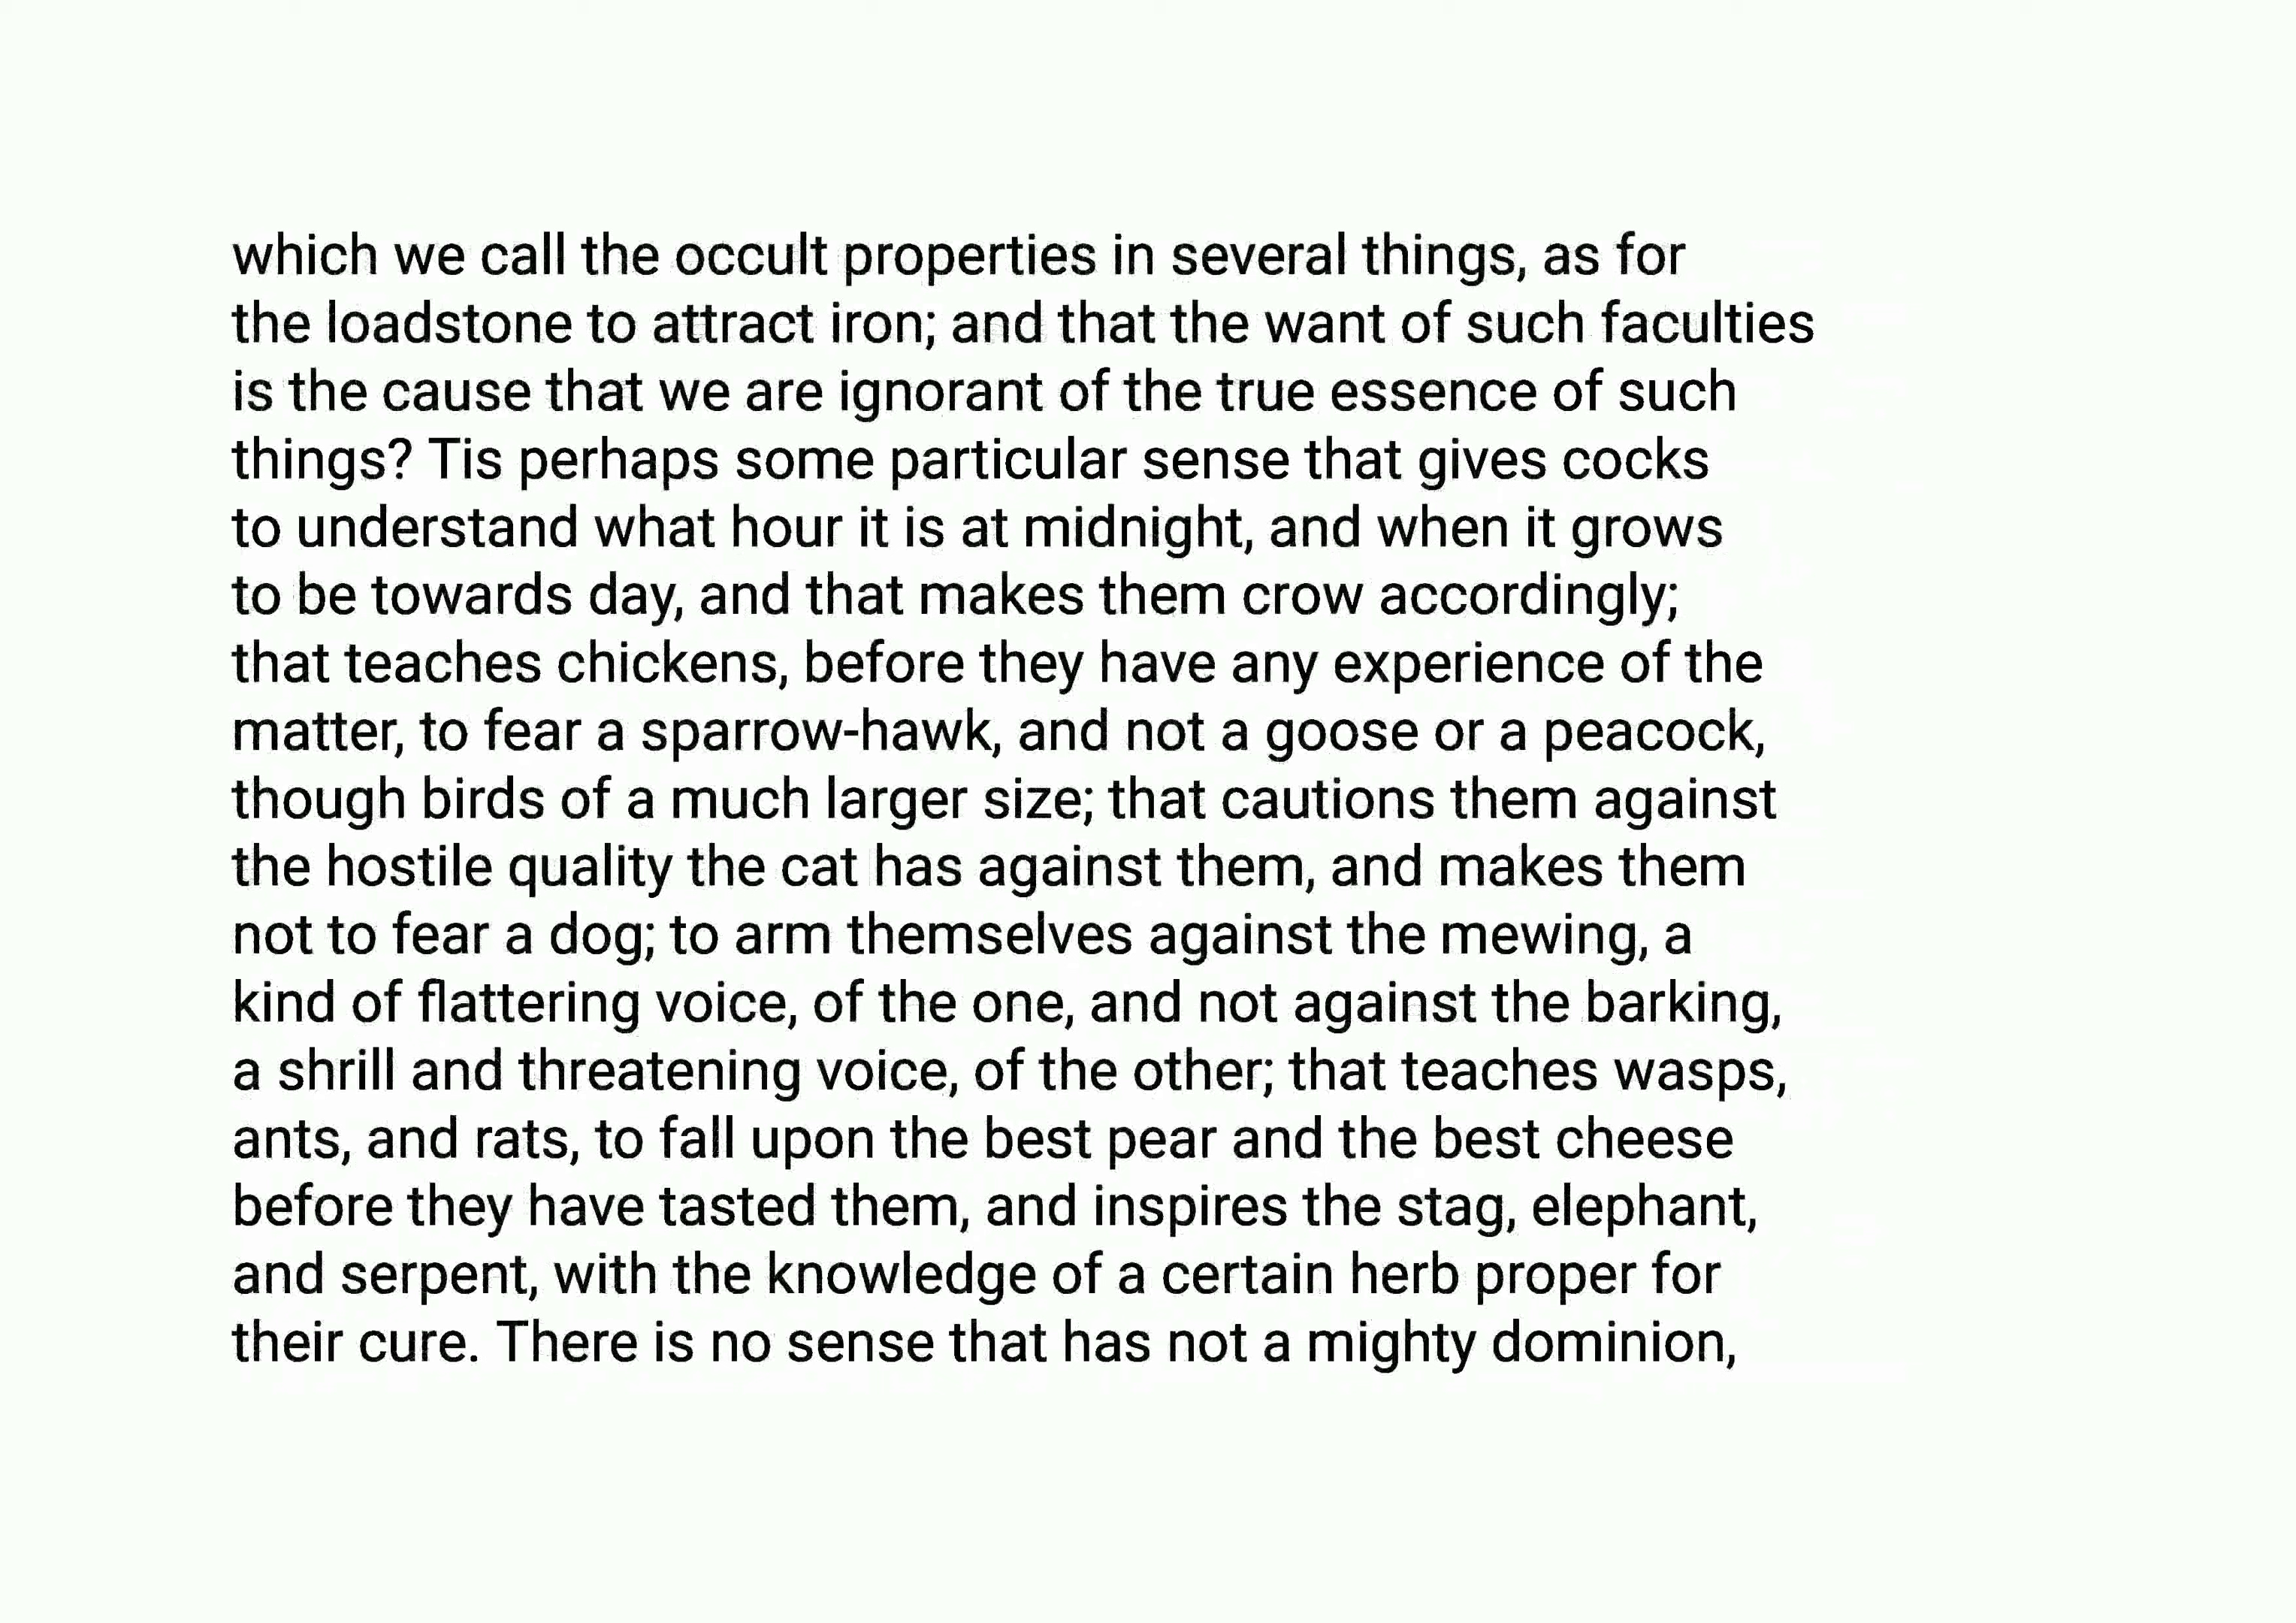 which we call the occult properties in several things, as for
the loadstone to attract iron; and that the want of such faculties
is the cause that we are ignorant of the true essence of such
things? Tis perhaps some particular sense that gives cocks
to understand what hour it is at midnight, and when it grows
to be towards day, and that makes them crow accordingly;
that teaches chickens, before they have any experience of the
matter, to fear a sparrow-hawk, and not a goose or a peacock,
though birds of a much larger size; that cautions them against
the hostile quality the cat has against them, and makes them
not to fear a dog; to arm themselves against the mewing, a
kind of flattering voice, of the one, and not against the barking,
a shrill and threatening voice, of the other; that teaches wasps,
ants, and rats, to fall upon the best pear and the best cheese
before they have tasted them, and inspires the stag, elephant,
and serpent, with the knowledge of a certain herb proper for
their cure. There is no sense that has not a mighty dominion,